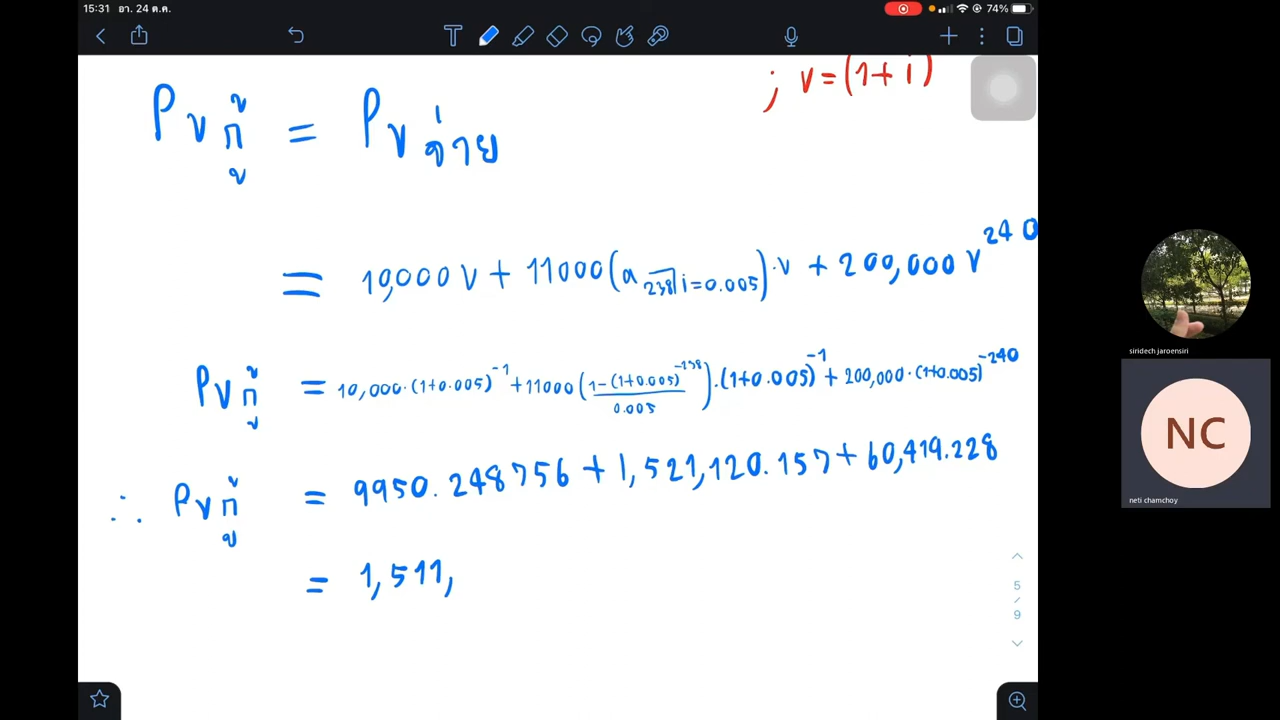 15:31 อา. 24 ต.ค.
74%
; v = (1 + i)
PV กู้ = PV จ่าย
= 10,000 v + 11000 (a 238| i=0.005) · v + 200,000 v^240
PV กู้ = 10,000 · (1+0.005)^-1 + 11000 ( 1-(1+0.005)^-238 / 0.005 ) · (1+0.005)^-1 + 200,000 · (1+0.005)^-240
∴ PV กู้ = 9950.248756 + 1,521,120.157 + 60,419.228
= 1,511,
5 / 9
siridech jaroensiri
NC
neti chamchoy